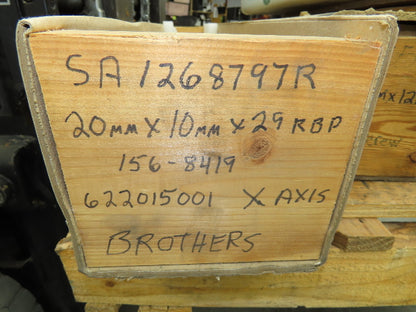 SA 1268797R
20mm X 10mm X 29 RBP
156-8419
622015001 X AXIS
BROTHERS